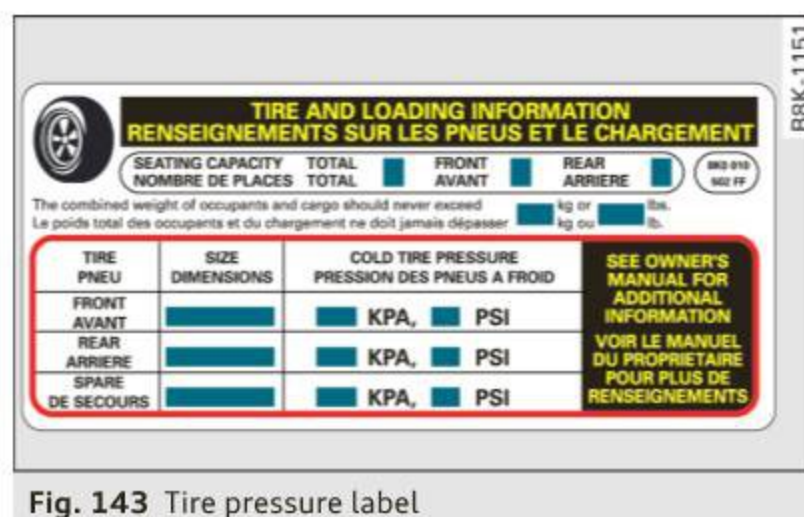 B8K-1151
TIRE AND LOADING INFORMATION
RENSEIGNEMENTS SUR LES PNEUS ET LE CHARGEMENT
SEATING CAPACITY TOTAL FRONT REAR
NOMBRE DE PLACES TOTAL AVANT ARRIERE
8K0 010
502 FF
The combined weight of occupants and cargo should never exceed kg or lbs.
Le poids total des occupants et du chargement ne doit jamais dépasser kg ou lb.
TIRE SIZE COLD TIRE PRESSURE
PNEU DIMENSIONS PRESSION DES PNEUS A FROID
FRONT
AVANT KPA, PSI
REAR
ARRIERE KPA, PSI
SPARE
DE SECOURS KPA, PSI
SEE OWNER'S
MANUAL FOR
ADDITIONAL
INFORMATION
VOIR LE MANUEL
DU PROPRIETAIRE
POUR PLUS DE
RENSEIGNEMENTS
Fig. 143 Tire pressure label